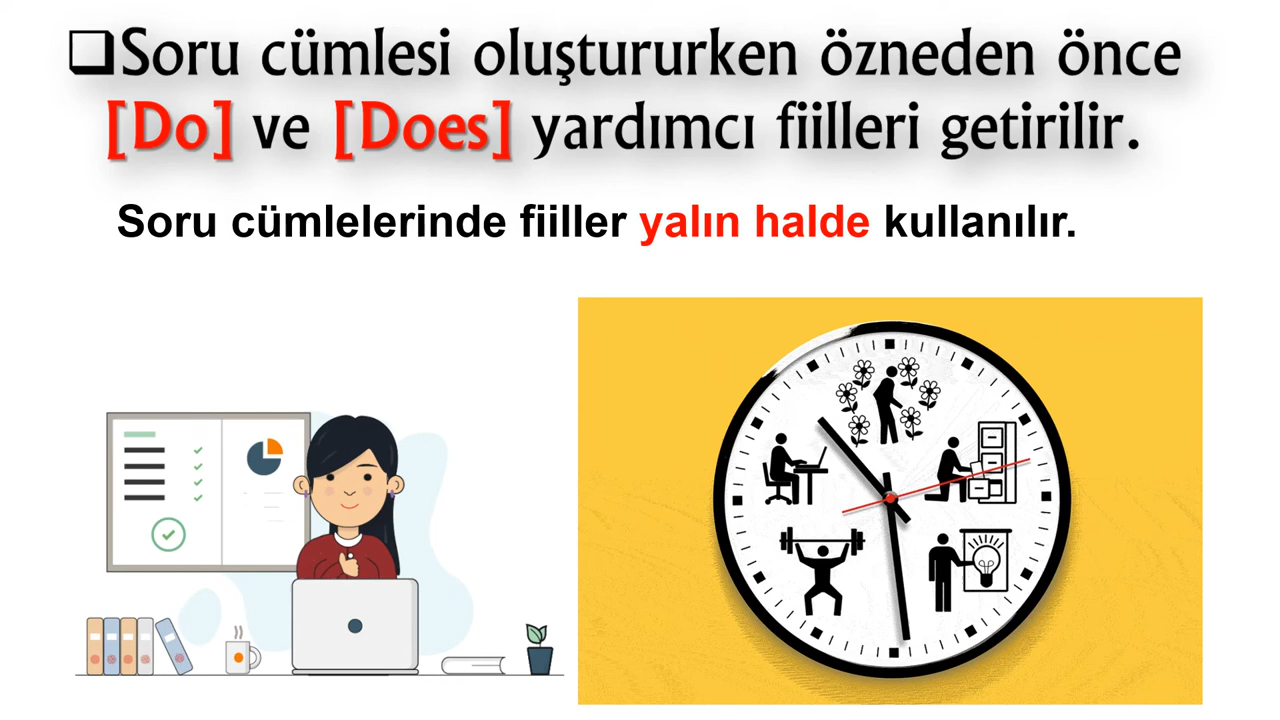 ❑Soru cümlesi oluştururken özneden önce
[Do] ve [Does] yardımcı fiilleri getirilir.
Soru cümlelerinde fiiller yalın halde kullanılır.